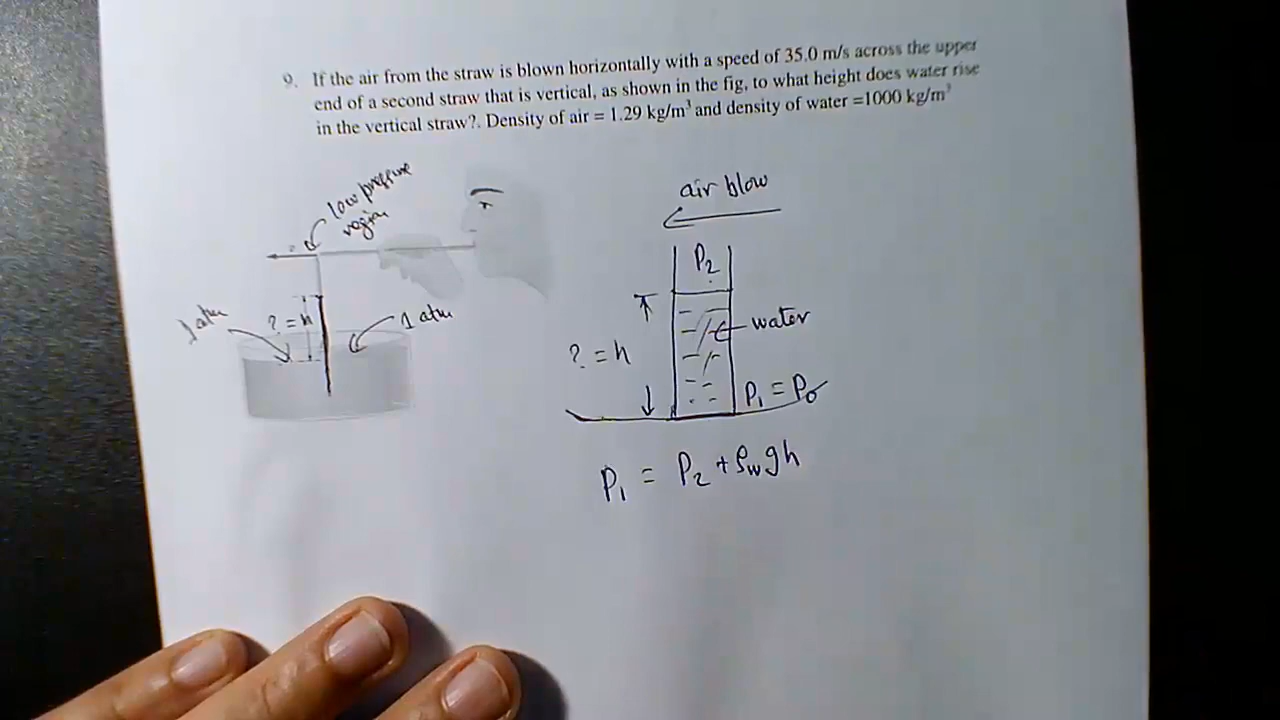 9. If the air from the straw is blown horizontally with a speed of 35.0 m/s across the upper
end of a second straw that is vertical, as shown in the fig, to what height does water rise
in the vertical straw?. Density of air = 1.29 kg/m³ and density of water =1000 kg/m³
low pressure
region
1 atm
? = h
1 atm
air blow
P₂
water
? = h
P₁ = P₀
P₁ = P₂ + ρ_w g h